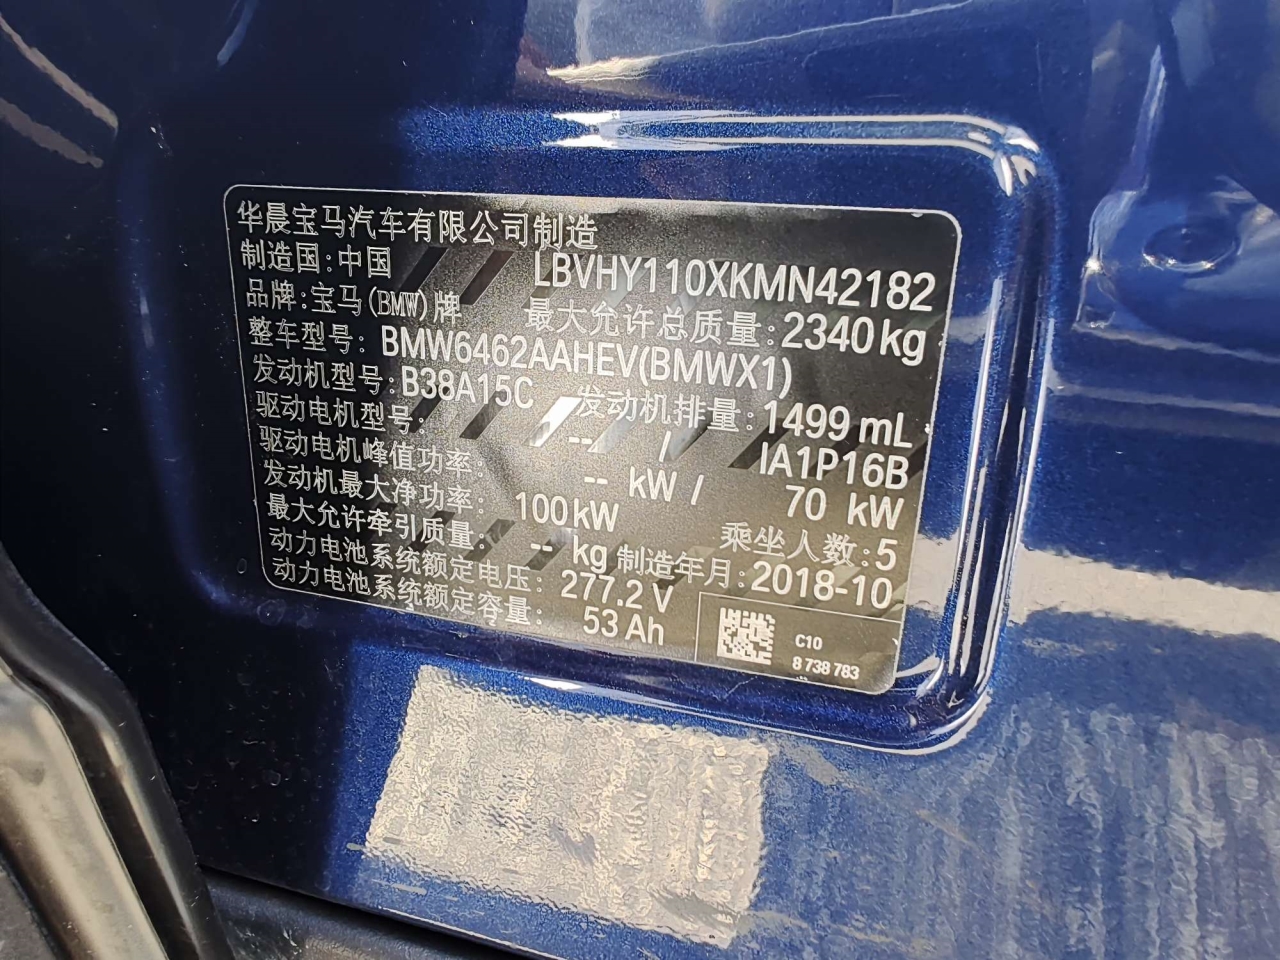 华晨宝马汽车有限公司制造
制造国:中国 LBVHY110XKMN42182
品牌:宝马(BMW)牌 最大允许总质量:2340kg
整车型号:BMW6462AAHEV(BMWX1)
发动机型号:B38A15C 发动机排量:1499 mL
驱动电机型号: -- / IA1P16B
驱动电机峰值功率: -- kW / 70 kW
发动机最大净功率: 100kW 乘坐人数:5
最大允许牵引质量: -- kg 制造年月:2018-10
动力电池系统额定电压: 277.2 V
动力电池系统额定容量: 53 Ah
C10
8 738 783